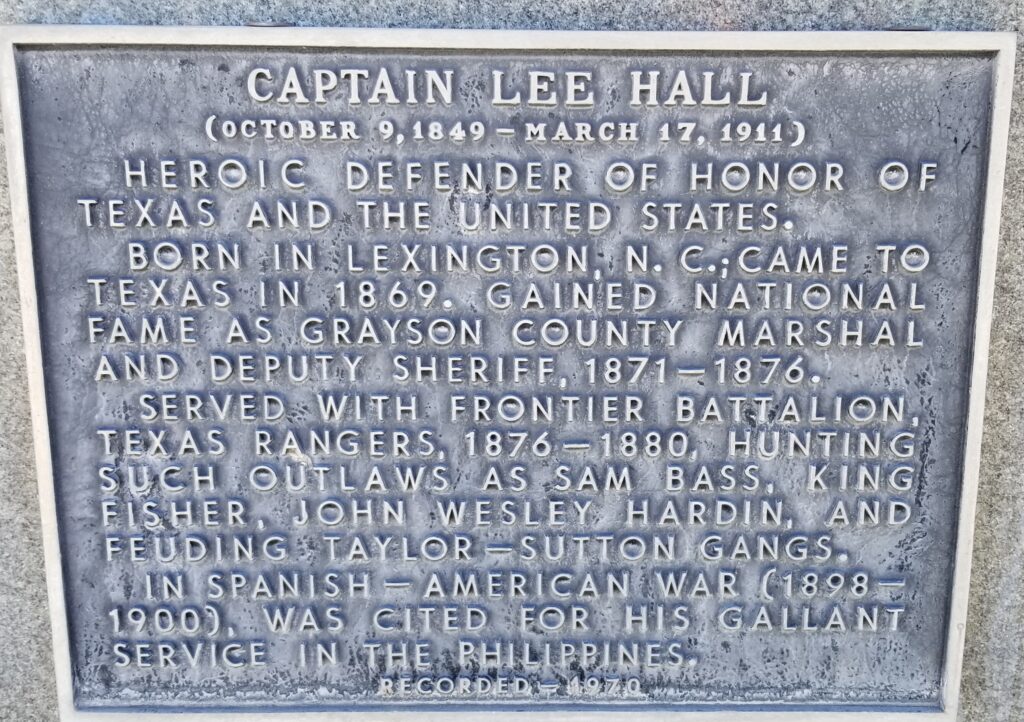 CAPTAIN LEE HALL
(OCTOBER 9, 1849 – MARCH 17, 1911)
HEROIC DEFENDER OF HONOR OF
TEXAS AND THE UNITED STATES.
BORN IN LEXINGTON, N. C.; CAME TO
TEXAS IN 1869. GAINED NATIONAL
FAME AS GRAYSON COUNTY MARSHAL
AND DEPUTY SHERIFF, 1871 – 1876.
SERVED WITH FRONTIER BATTALION,
TEXAS RANGERS, 1876 – 1880, HUNTING
SUCH OUTLAWS AS SAM BASS, KING
FISHER, JOHN WESLEY HARDIN, AND
FEUDING TAYLOR – SUTTON GANGS.
IN SPANISH – AMERICAN WAR (1898 –
1900), WAS CITED FOR HIS GALLANT
SERVICE IN THE PHILIPPINES.
RECORDED – 1970